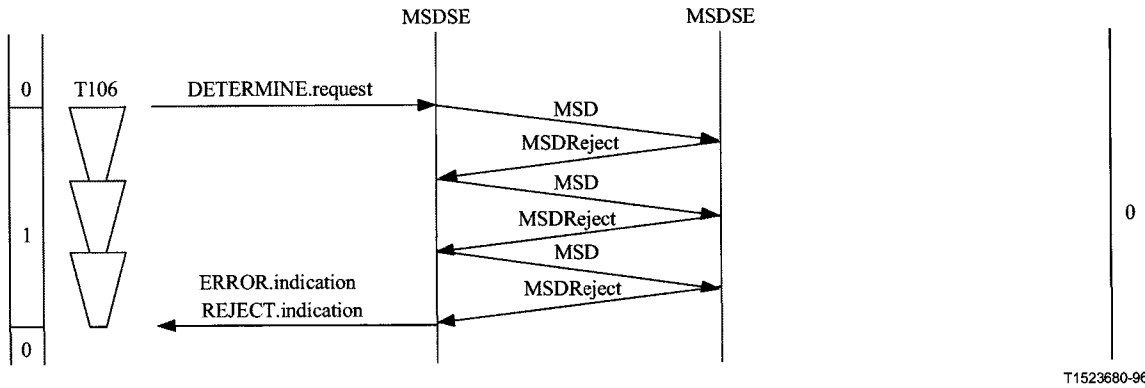 MSDSE MSDSE
0 T106 DETERMINE.request
MSD
MSDReject
MSD
MSDReject
1 0
MSD
ERROR.indication
MSDReject
REJECT.indication
0
T1523680-96